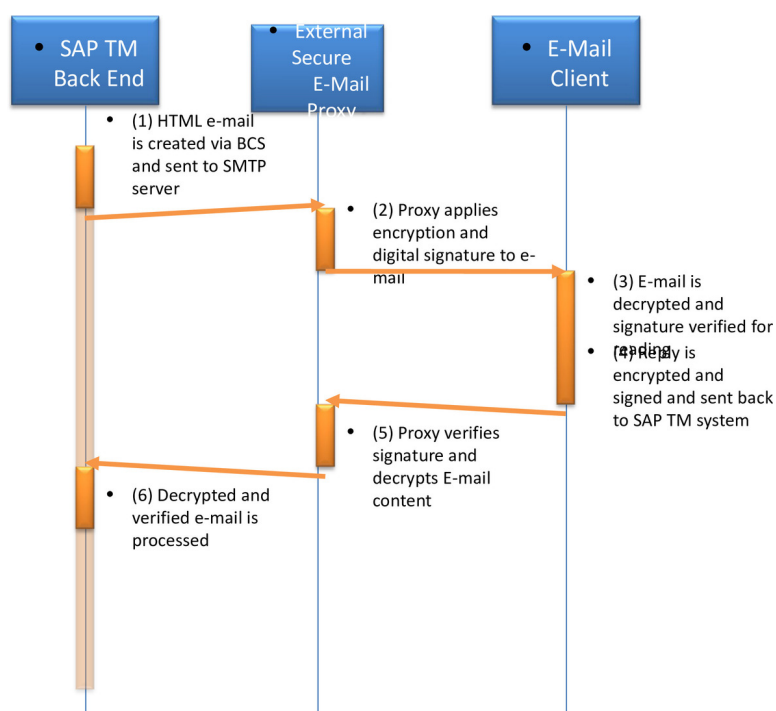 • SAP TM
Back End
• External
Secure
E-Mail
Proxy
• E-Mail
Client
• (1) HTML e-mail
is created via BCS
and sent to SMTP
server
• (2) Proxy applies
encryption and
digital signature to e-
mail
• (3) E-mail is
decrypted and
signature verified for
reading
• (4) Reply is
encrypted and
signed and sent back
to SAP TM system
• (5) Proxy verifies
signature and
decrypts E-mail
content
• (6) Decrypted and
verified e-mail is
processed